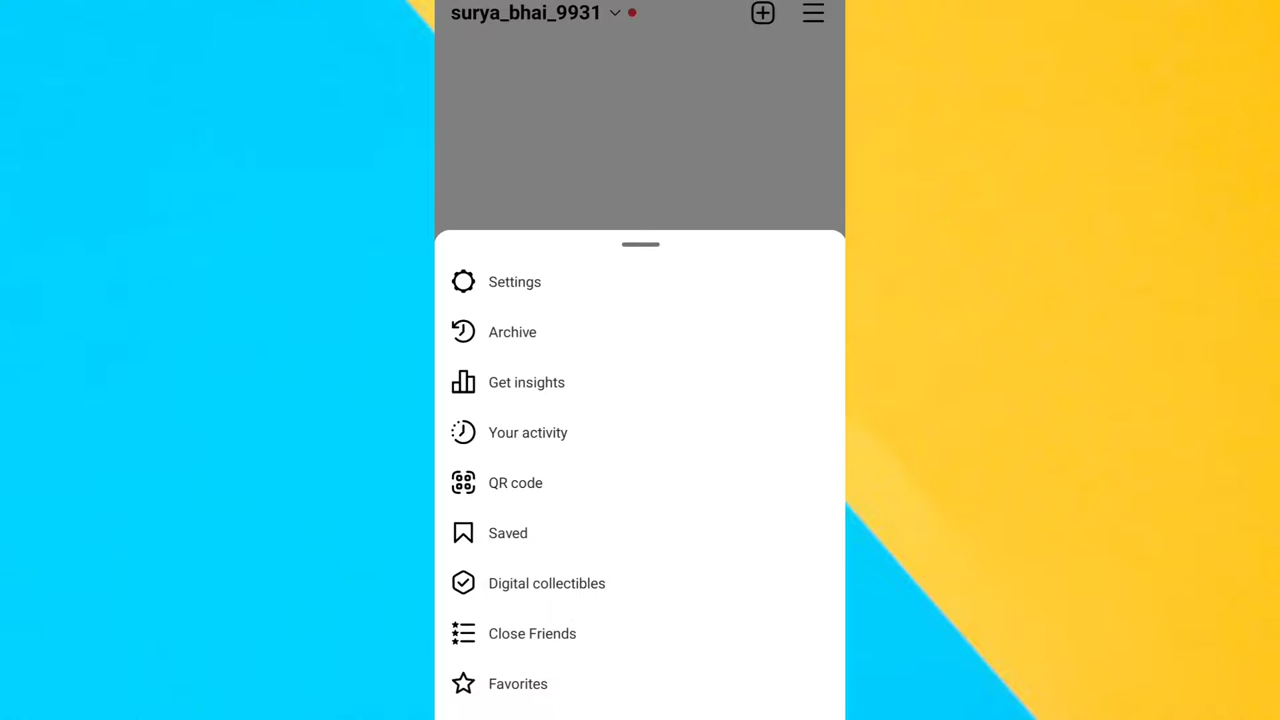 surya_bhai_9931
Settings
Archive
Get insights
Your activity
QR code
Saved
Digital collectibles
Close Friends
Favorites